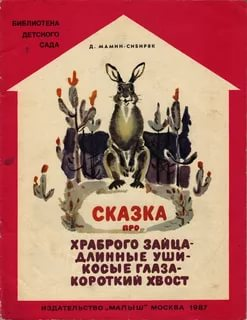 БИБЛИОТЕКА
ДЕТСКОГО
САДА
Д. МАМИН-СИБИРЯК
СКАЗКА
ПРО
ХРАБРОГО ЗАЙЦА-
ДЛИННЫЕ УШИ-
КОСЫЕ ГЛАЗА-
КОРОТКИЙ ХВОСТ
ИЗДАТЕЛЬСТВО «МАЛЫШ» МОСКВА 1987